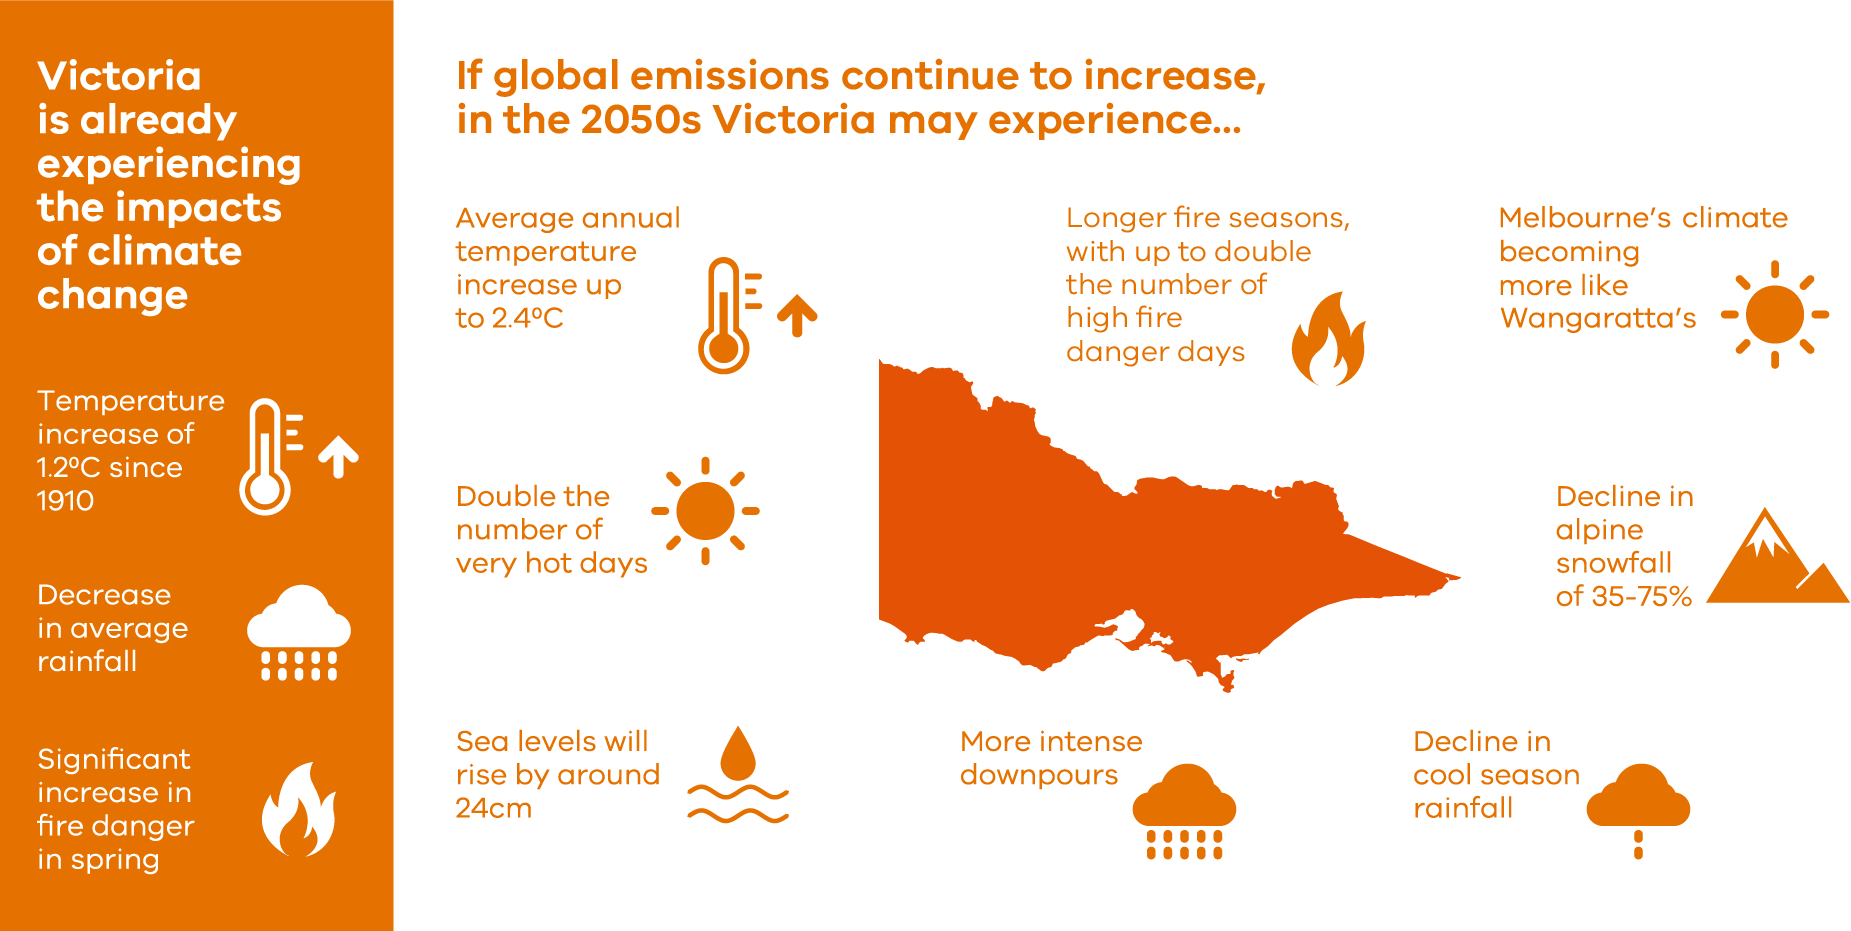 Victoria
is already
experiencing
the impacts
of climate
change
Temperature
increase of
1.2ºC since
1910
Decrease
in average
rainfall
Significant
increase in
fire danger
in spring
If global emissions continue to increase,
in the 2050s Victoria may experience...
Average annual
temperature
increase up
to 2.4ºC
Longer fire seasons,
with up to double
the number of
high fire
danger days
Melbourne's climate
becoming
more like
Wangaratta's
Double the
number of
very hot days
Decline in
alpine
snowfall
of 35-75%
Sea levels will
rise by around
24cm
More intense
downpours
Decline in
cool season
rainfall